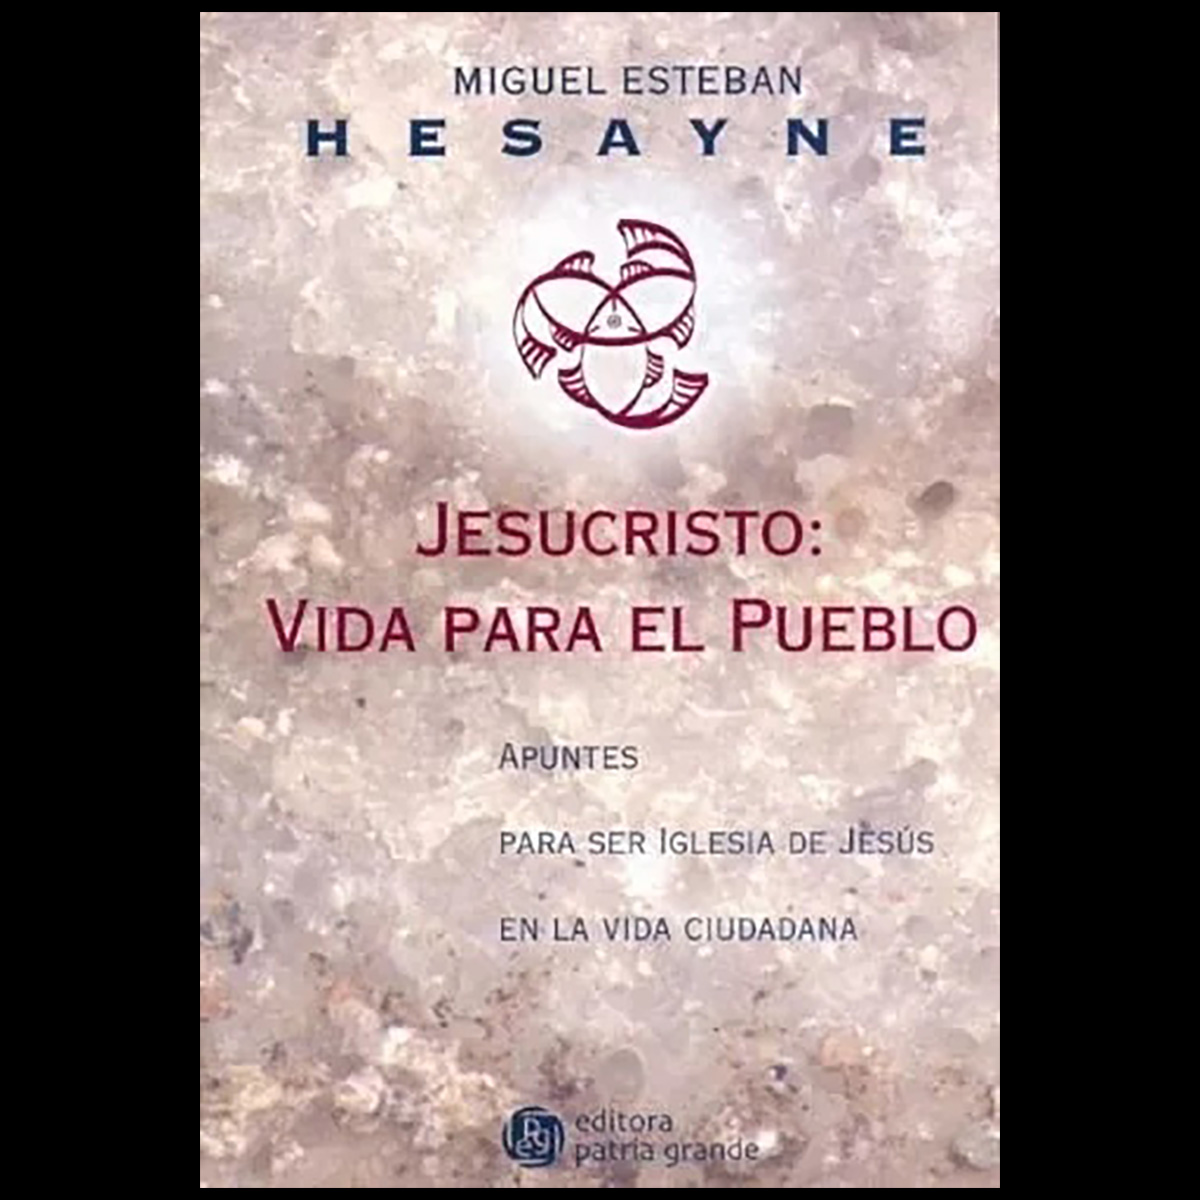 MIGUEL ESTEBAN
HESAYNE
JESUCRISTO:
VIDA PARA EL PUEBLO
APUNTES
PARA SER IGLESIA DE JESÚS
EN LA VIDA CIUDADANA
editora
patria grande